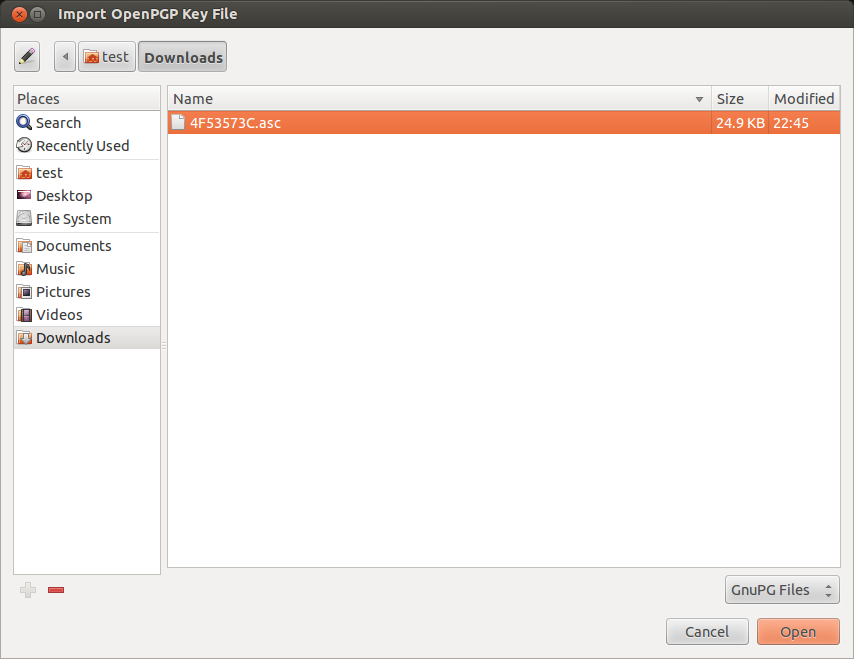 Import OpenPGP Key File
test Downloads
Places
Search
Recently Used
test
Desktop
File System
Documents
Music
Pictures
Videos
Downloads
Name Size Modified
4F53573C.asc 24.9 KB 22:45
GnuPG Files
Cancel Open